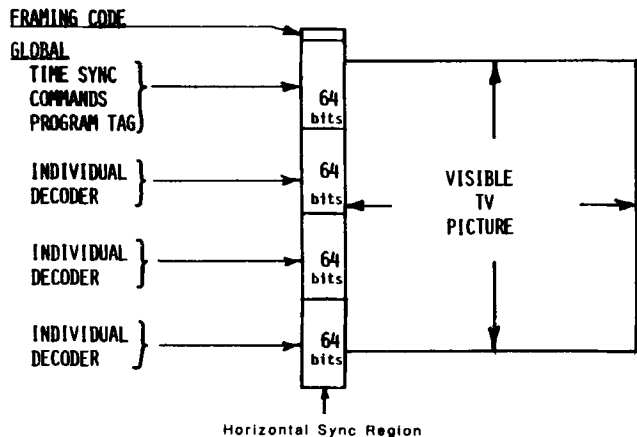 FRAMING CODE
GLOBAL
TIME SYNC
COMMANDS
PROGRAM TAG
64
bits
INDIVIDUAL
DECODER
64
bits
VISIBLE
TV
PICTURE
INDIVIDUAL
DECODER
64
bits
INDIVIDUAL
DECODER
64
bits
Horizontal Sync Region